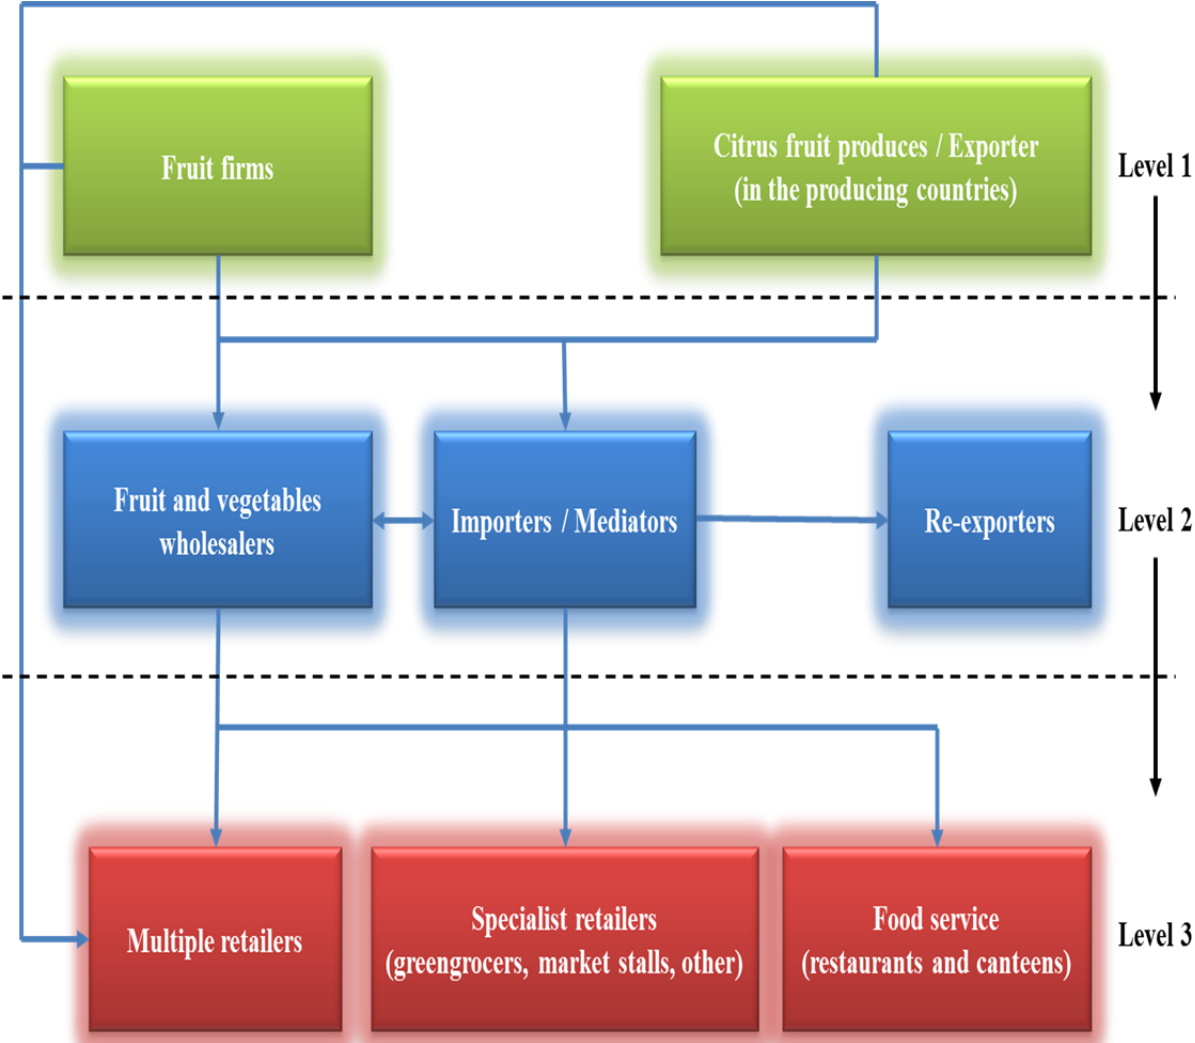 Fruit firms
Citrus fruit produces / Exporter
(in the producing countries)
Level 1
Fruit and vegetables
wholesalers
Importers / Mediators
Re-exporters
Level 2
Multiple retailers
Specialist retailers
(greengrocers, market stalls, other)
Food service
(restaurants and canteens)
Level 3